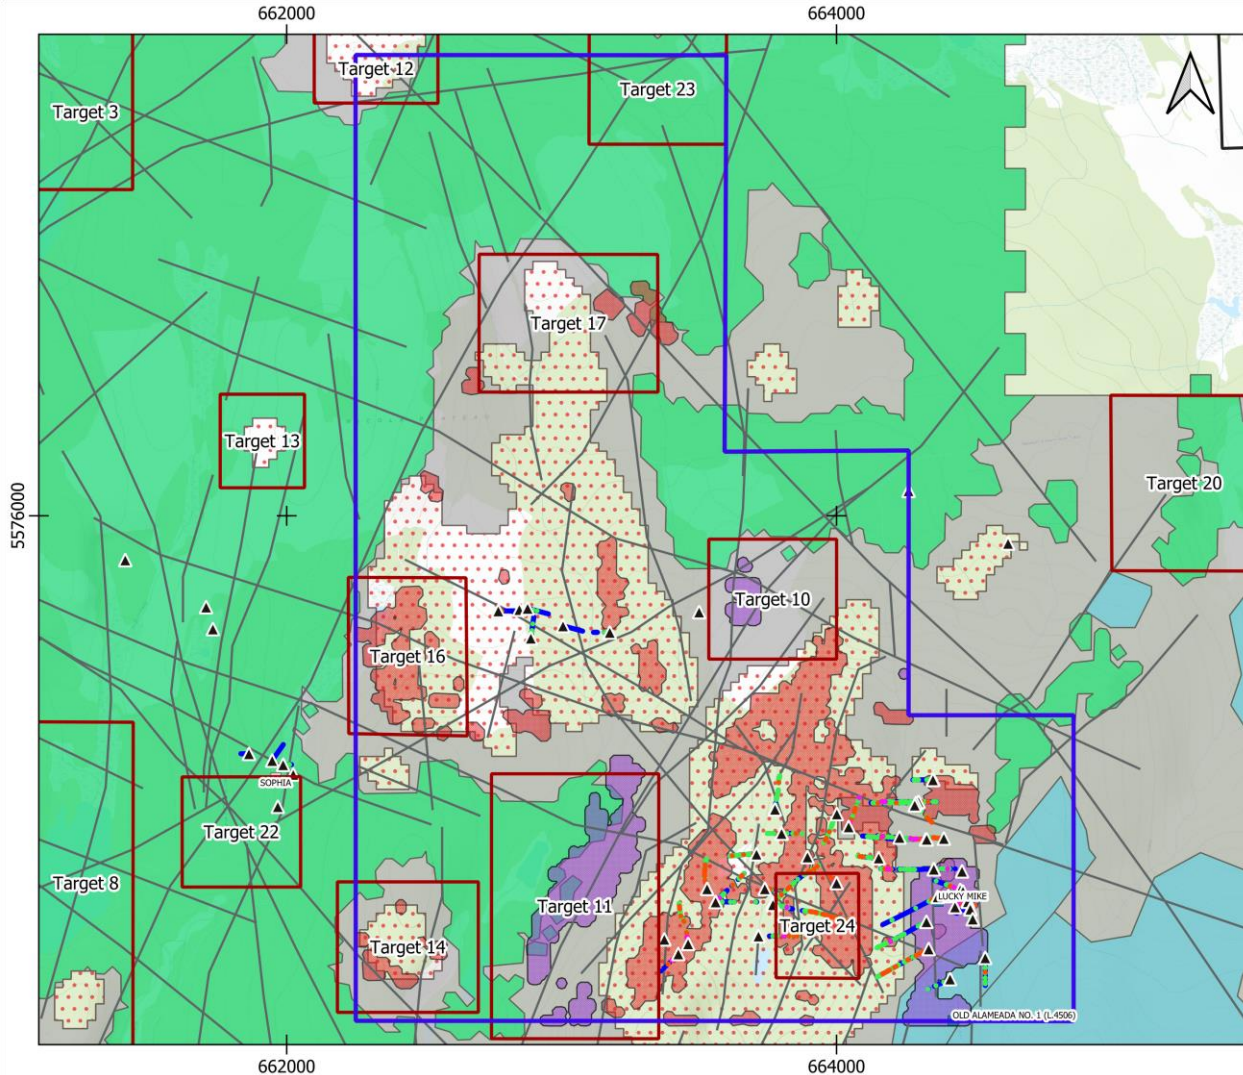 662000
664000
Target 12
Target 23
Target 3
Target 17
Target 13
Target 20
5576000
Target 10
Target 16
SOPHIA
Target 22
Target 8
LUCKY MIKE
Target 11
Target 24
Target 14
OLD ALAMEADA NO. 1 (L.4506)
662000
664000